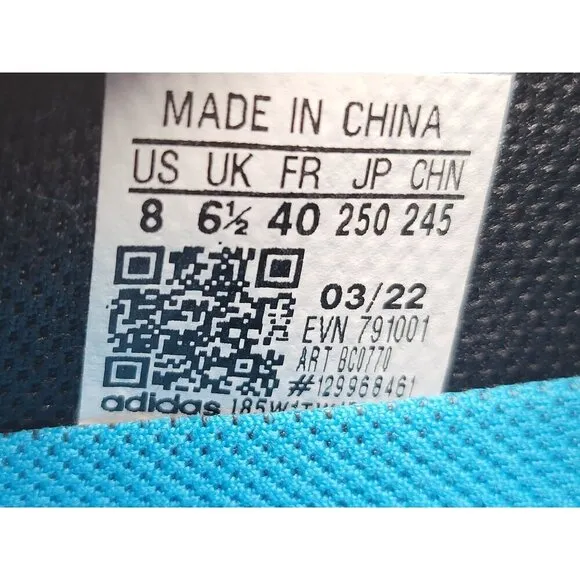 MADE IN CHINA
US UK FR JP CHN
8 6½ 40 250 245
03/22
EVN 791001
ART BC0770
#129968461
adidas